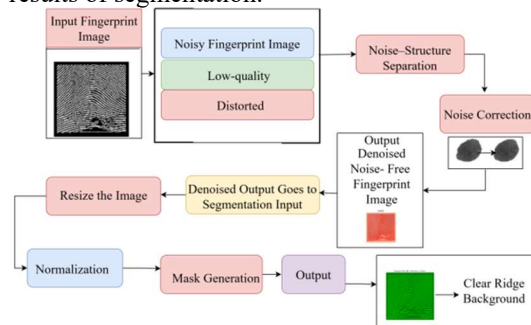 results of segmentation.
Input Fingerprint
Image
Noisy Fingerprint Image
Low-quality
Distorted
Noise–Structure
Separation
Noise Correction
Output
Denoised
Noise- Free
Fingerprint
Image
Denoised Output Goes to
Segmentation Input
Resize the Image
Normalization
Mask Generation
Output
Clear Ridge
Background